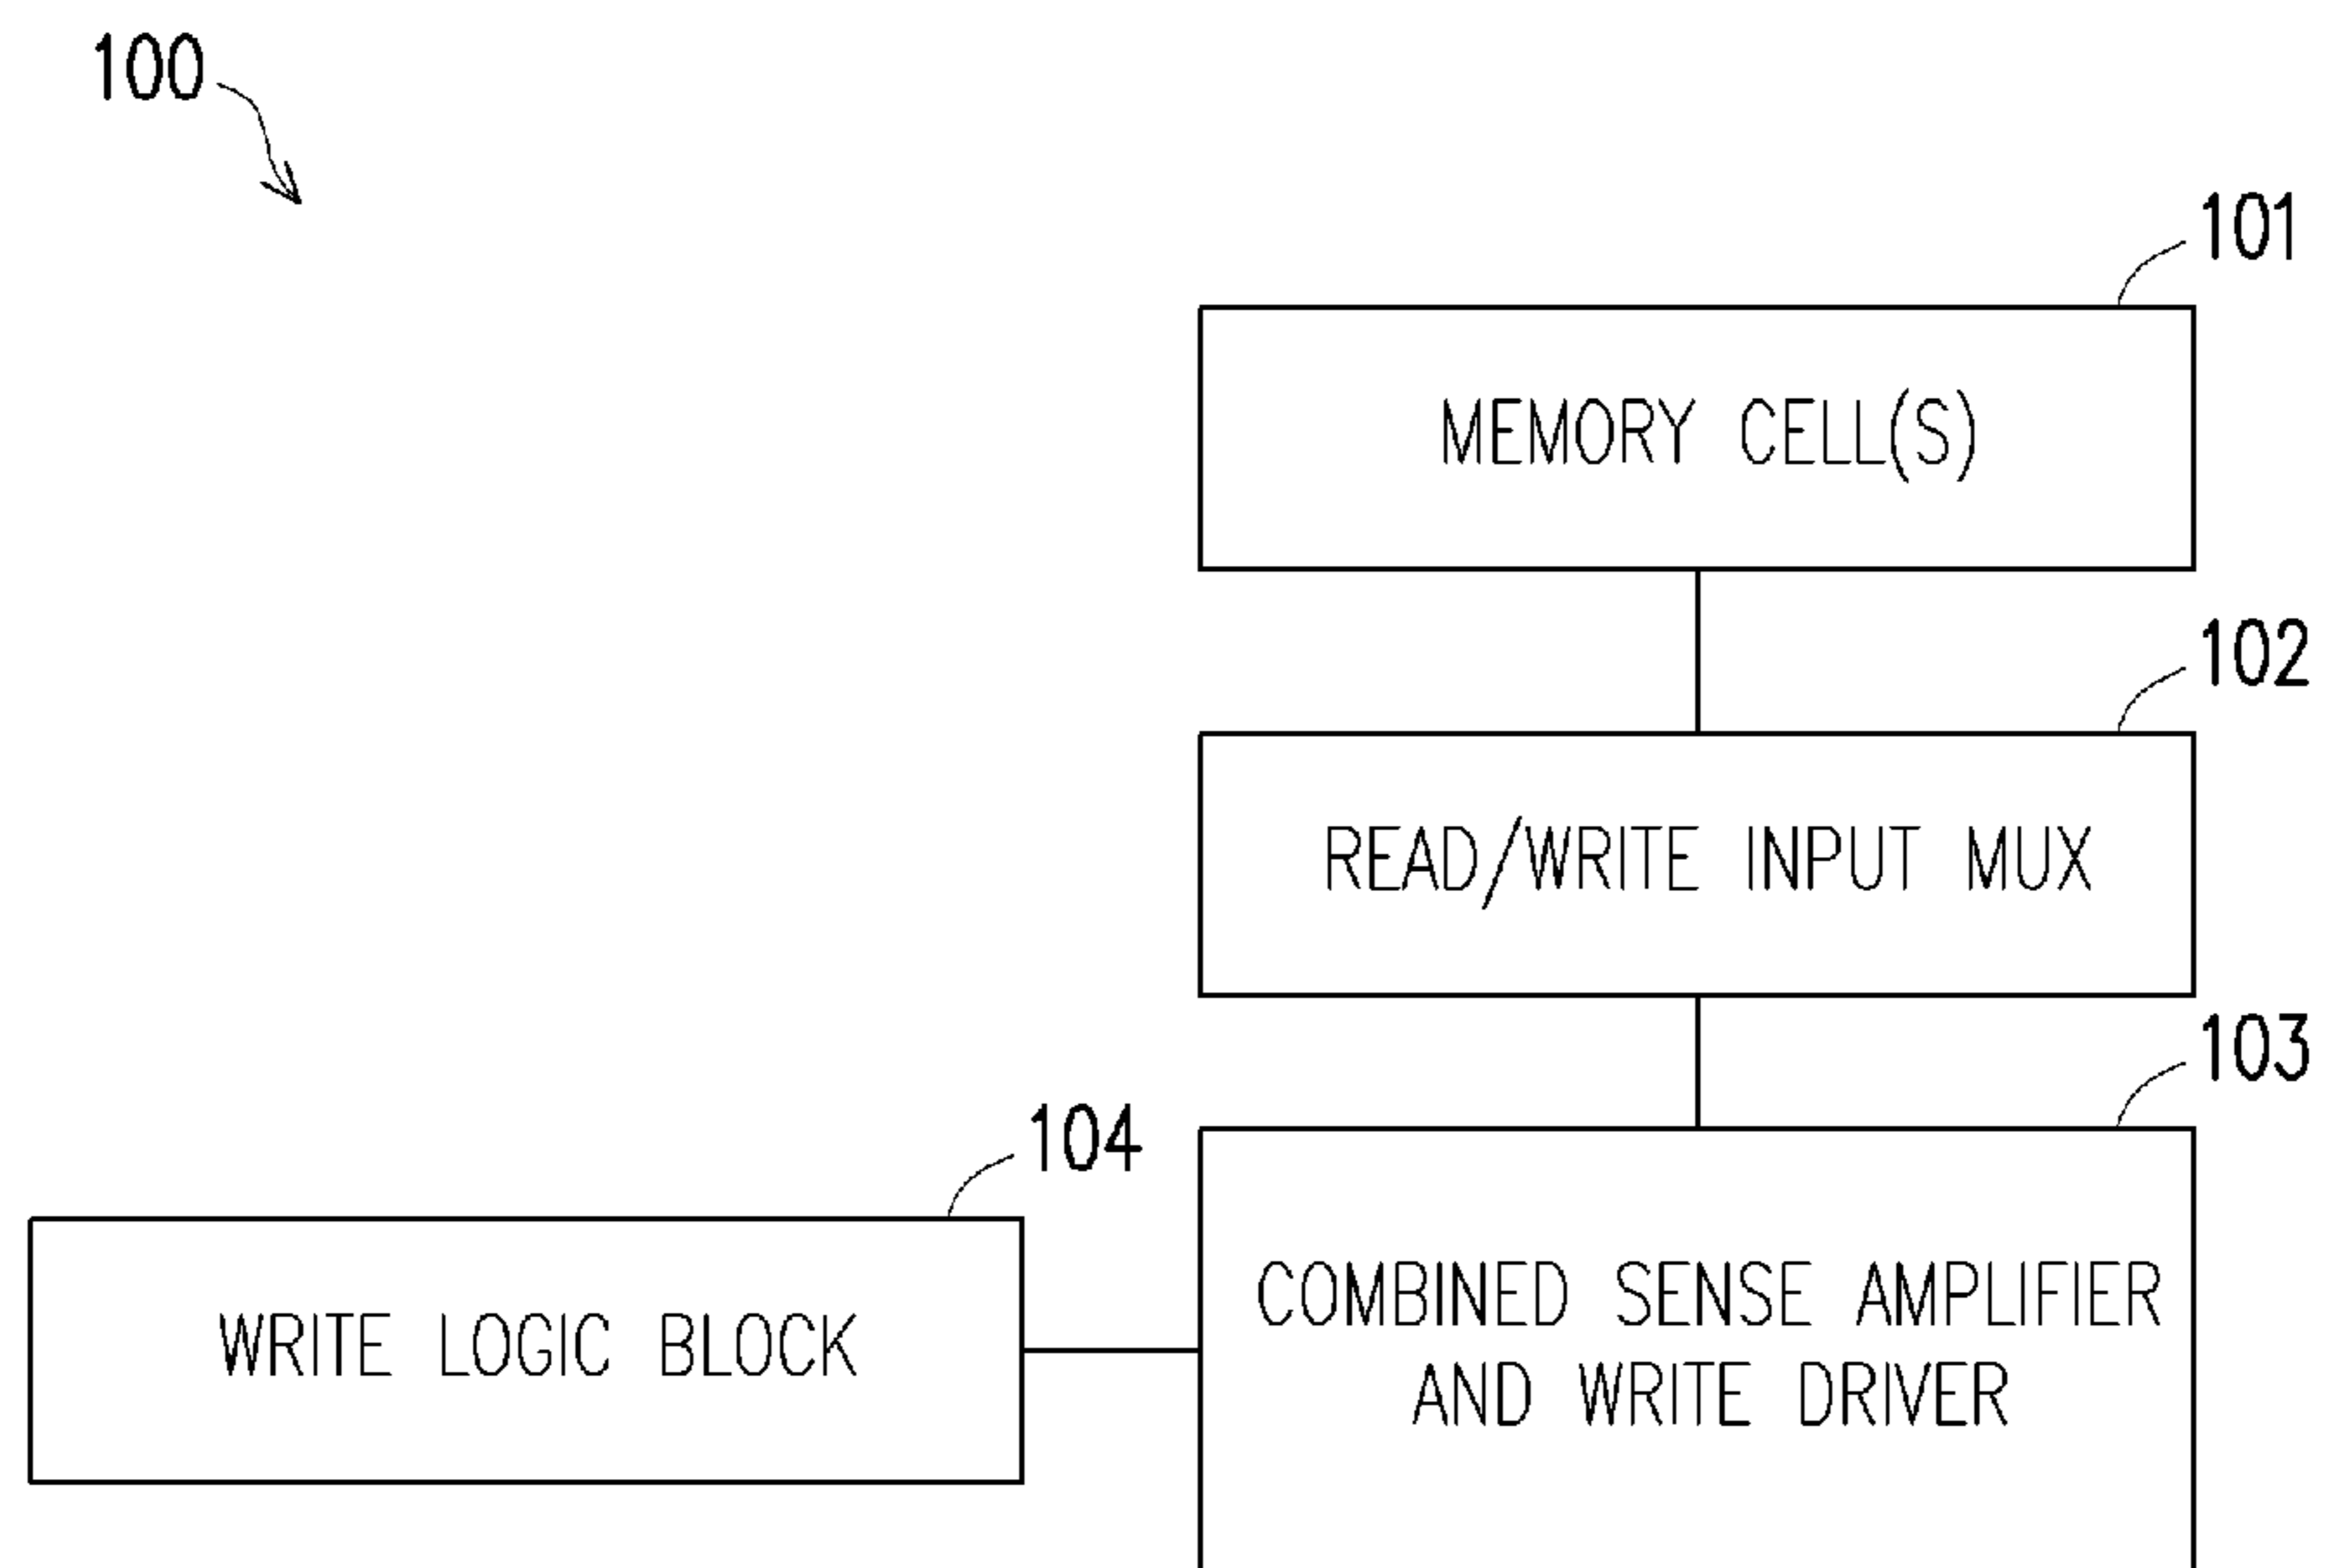 100
101
MEMORY CELL(S)
102
READ/WRITE INPUT MUX
103
104
COMBINED SENSE AMPLIFIER
AND WRITE DRIVER
WRITE LOGIC BLOCK